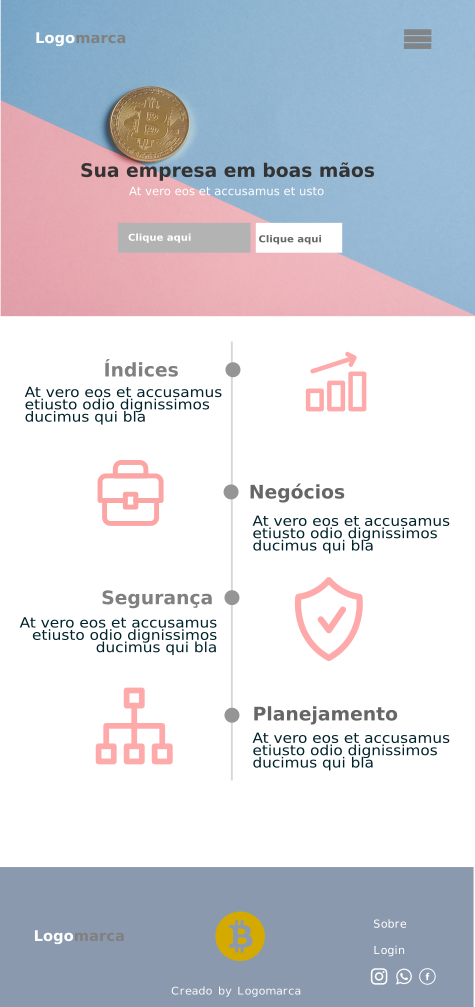 Logomarca
Sua empresa em boas mãos
At vero eos et accusamus et usto
Clique aqui
Clique aqui
Índices
At vero eos et accusamus
etiusto odio dignissimos
ducimus qui bla
Negócios
At vero eos et accusamus
etiusto odio dignissimos
ducimus qui bla
Segurança
At vero eos et accusamus
etiusto odio dignissimos
ducimus qui bla
Planejamento
At vero eos et accusamus
etiusto odio dignissimos
ducimus qui bla
Logomarca
Sobre
Login
Creado by Logomarca